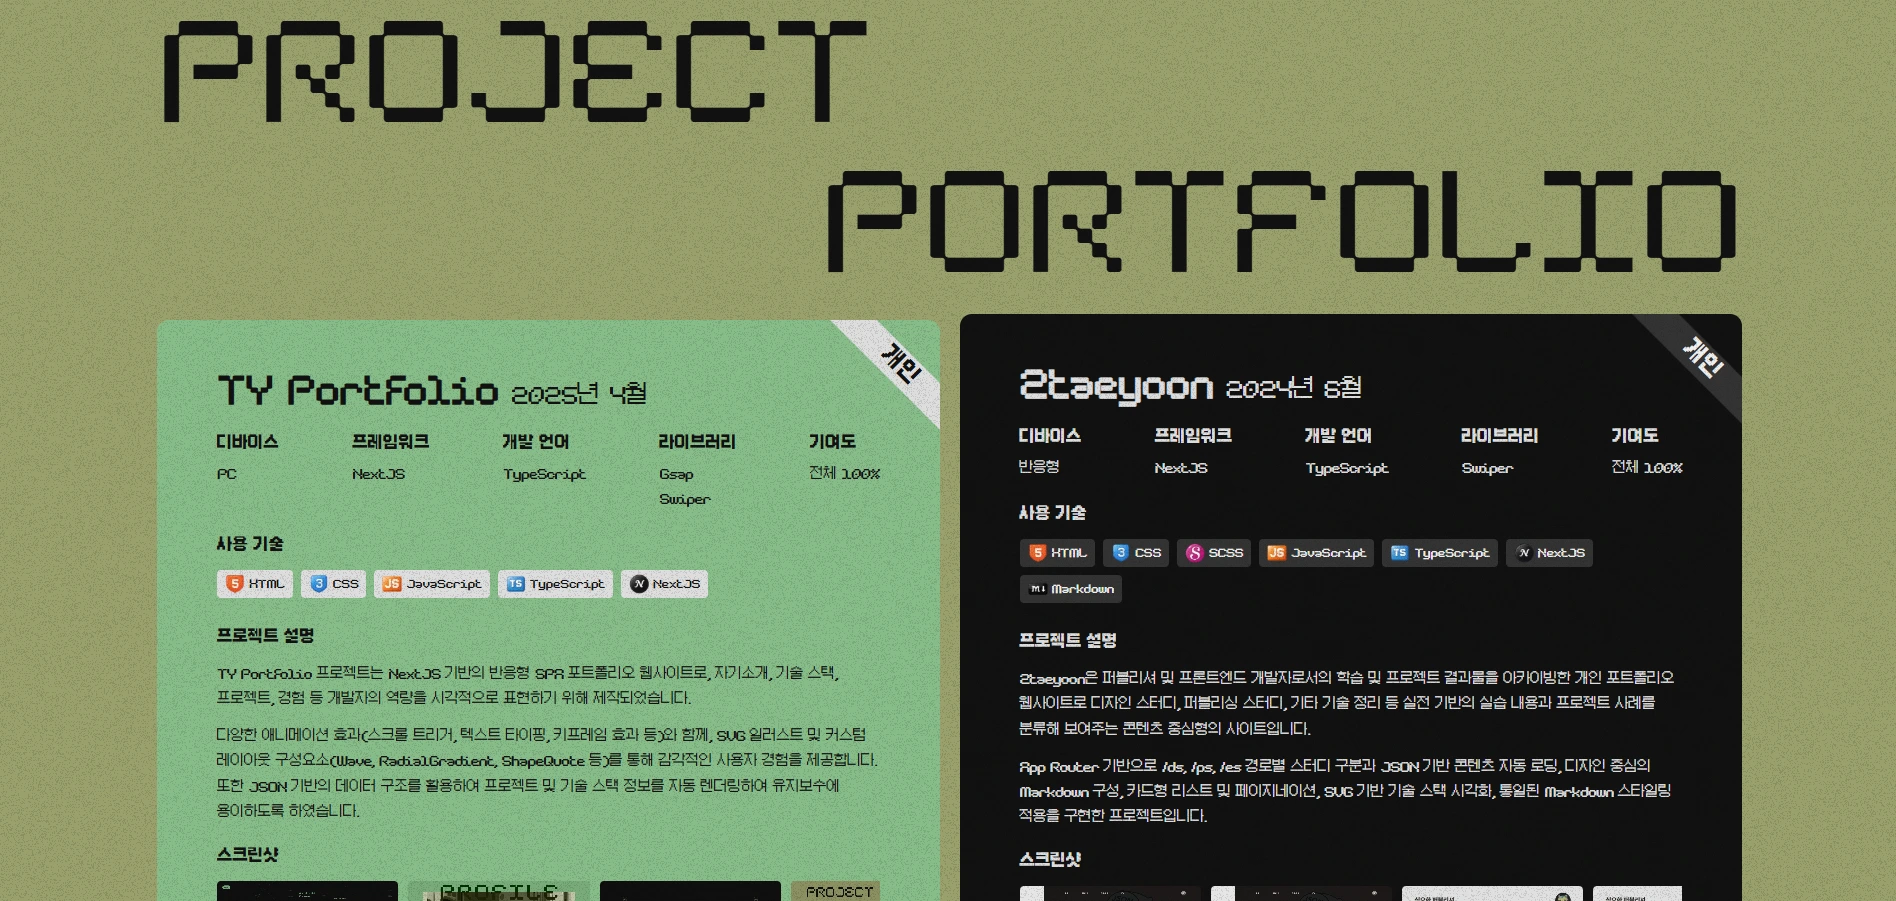 PROJECT
PORTFOLIO
개인
TY Portfolio 2025년 4월
디바이스 프레임워크 개발 언어 라이브러리 기여도
PC NextJS TypeScript Gsap 전체 100%
Swiper
사용 기술
HTML CSS JavaScript TypeScript NextJS
프로젝트 설명
TY Portfolio 프로젝트는 NextJS 기반의 반응형 SPA 포트폴리오 웹사이트로, 자기소개, 기술 스택,
프로젝트, 경험 등 개발자의 역량을 시각적으로 표현하기 위해 제작되었습니다.
다양한 애니메이션 효과(스크롤 트리거, 텍스트 타이핑, 키프레임 효과 등)와 함께, SVG 일러스트 및 커스텀
레이아웃 구성요소(Wave, RadialGradient, ShapeQuote 등)를 통해 감각적인 사용자 경험을 제공합니다.
또한 JSON 기반의 데이터 구조를 활용하여 프로젝트 및 기술 스택 정보를 자동 렌더링하여 유지보수에
용이하도록 하였습니다.
스크린샷
PROFILE
PROJECT
개인
2taeyoon 2024년 8월
디바이스 프레임워크 개발 언어 라이브러리 기여도
반응형 NextJS TypeScript Swiper 전체 100%
사용 기술
HTML CSS SCSS JavaScript TypeScript NextJS
Markdown
프로젝트 설명
2taeyoon은 퍼블리셔 및 프론트엔드 개발자로서의 학습 및 프로젝트 결과물을 아카이빙한 개인 포트폴리오
웹사이트로 디자인 스터디, 퍼블리싱 스터디, 기타 기술 정리 등 실전 기반의 실습 내용과 프로젝트 사례를
분류해 보여주는 콘텐츠 중심형의 사이트입니다.
App Router 기반으로 /ds, /ps, /es 경로별 스터디 구분과 JSON 기반 콘텐츠 자동 로딩, 디자인 중심의
Markdown 구성, 카드형 리스트 및 페이지네이션, SVG 기반 기술 스택 시각화, 통일된 Markdown 스타일링
적용을 구현한 프로젝트입니다.
스크린샷